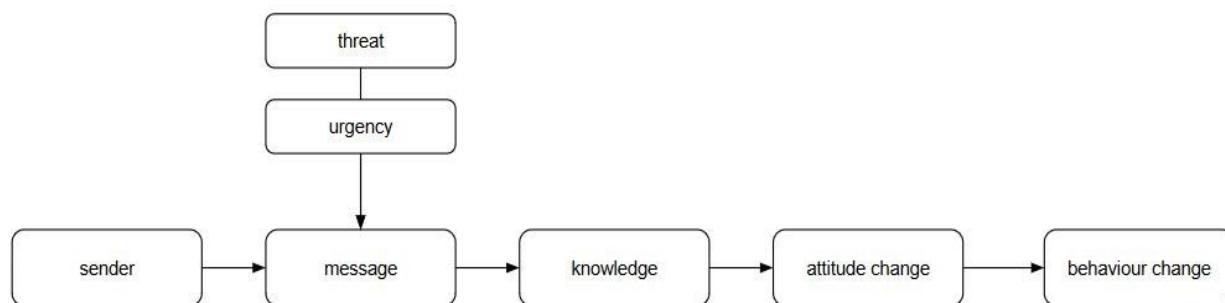 threat
urgency
sender
message
knowledge
attitude change
behaviour change